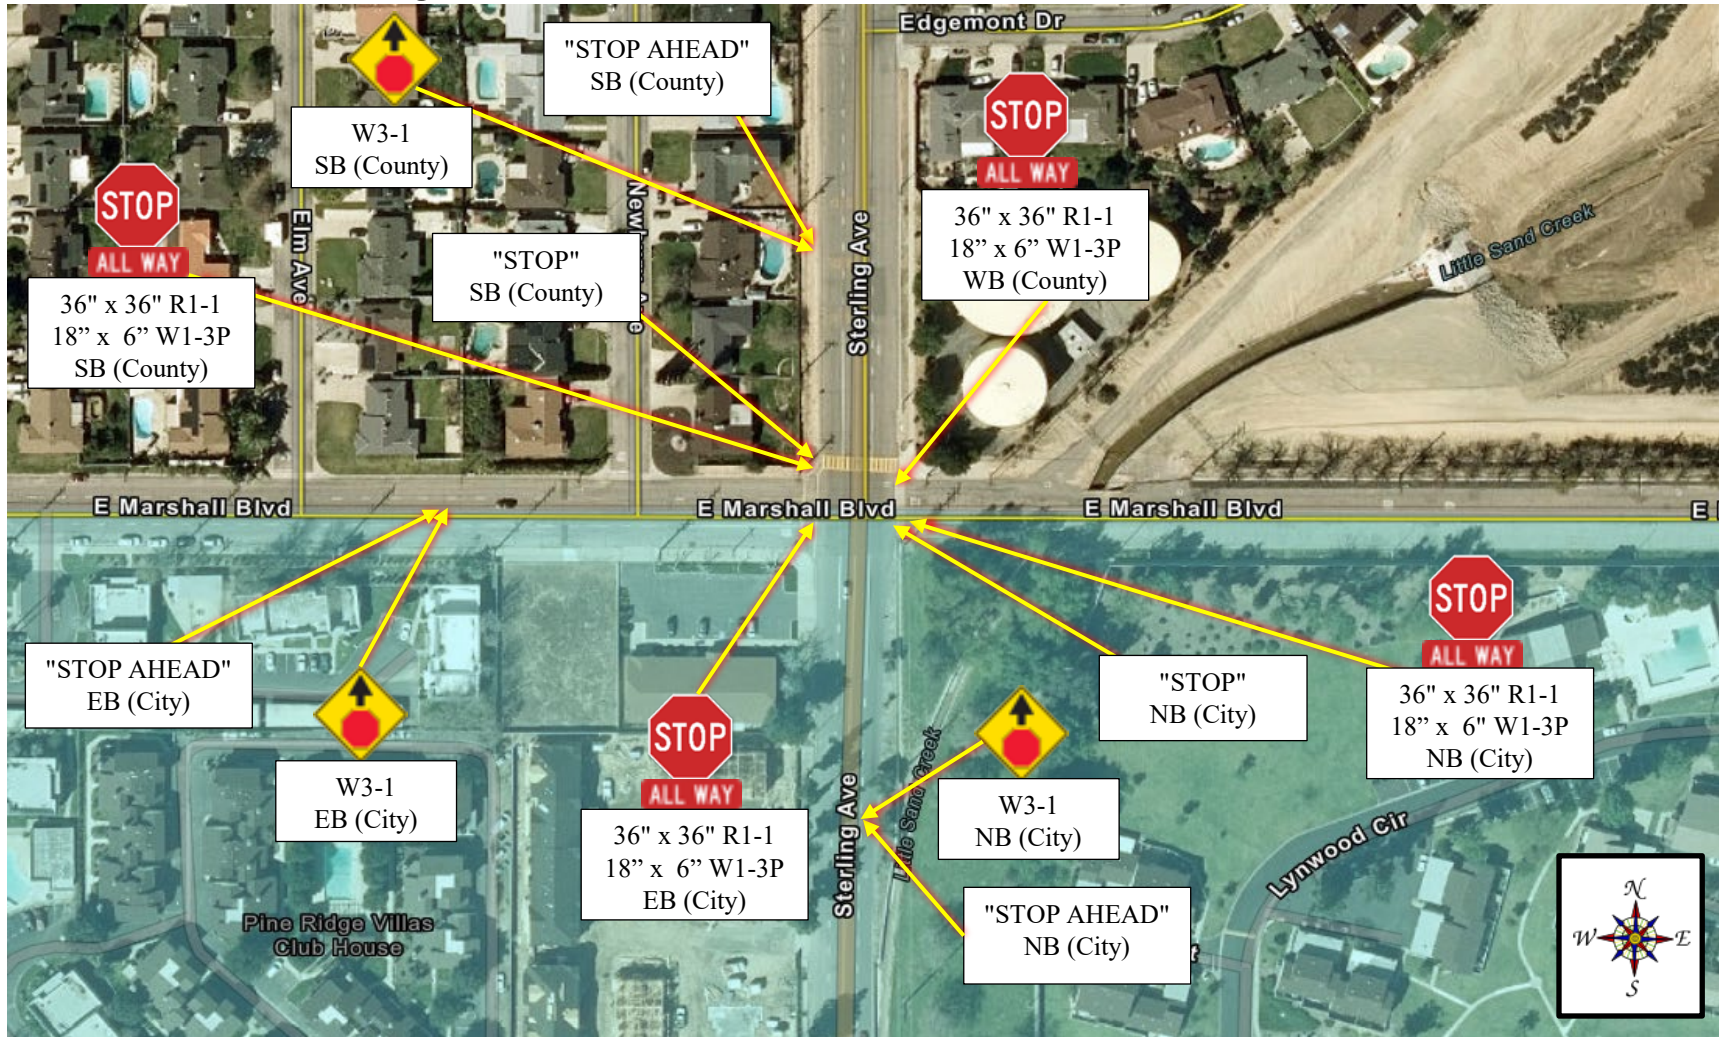 Edgemont Dr
"STOP AHEAD"
SB (County)
W3-1
SB (County)
STOP
ALL WAY
36" x 36" R1-1
18” x 6” W1-3P
WB (County)
STOP
ALL WAY
36" x 36" R1-1
18” x  6” W1-3P
SB (County)
"STOP"
SB (County)
Elm Ave
Sterling Ave
Little Sand Creek
E Marshall Blvd
E Marshall Blvd
E Marshall Blvd
E
"STOP AHEAD"
EB (City)
W3-1
EB (City)
STOP
ALL WAY
36" x 36" R1-1
18” x  6” W1-3P
EB (City)
"STOP"
NB (City)
STOP
ALL WAY
36" x 36" R1-1
18” x  6" W1-3P
NB (City)
W3-1
NB (City)
"STOP AHEAD"
NB (City)
Sterling Ave
Little Sand Creek
Lynwood Cir
Pine Ridge Villas
Club House
N
W E
S